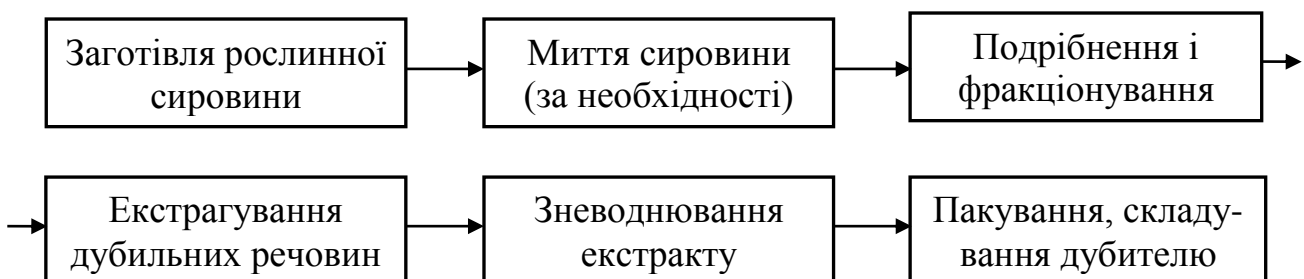 Заготівля рослинної
сировини
Миття сировини
(за необхідності)
Подрібнення і
фракціонування
Екстрагування
дубильних речовин
Зневоднювання
екстракту
Пакування, складу-
вання дубителю